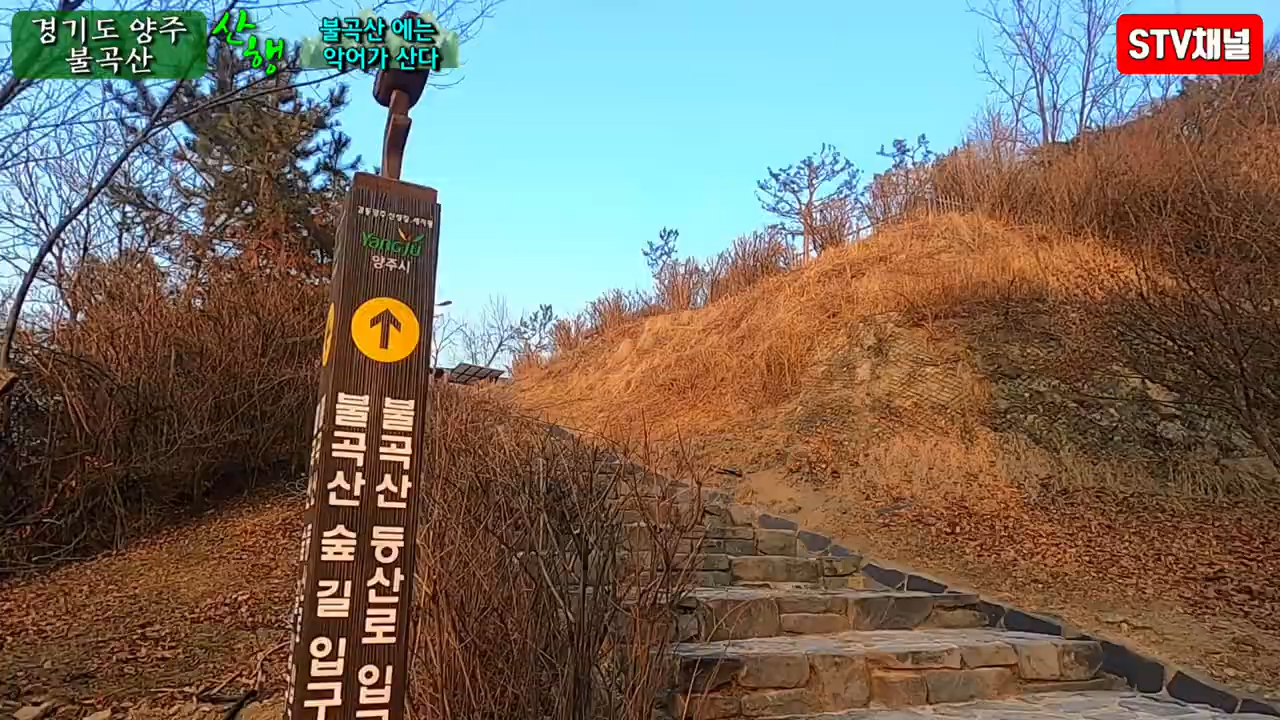 경기도 양주
불곡산
산행
불곡산 에는
악어가 산다
STV채널
Yangju
양주시
불곡산 등산로 입구
불곡산 숲길 입구